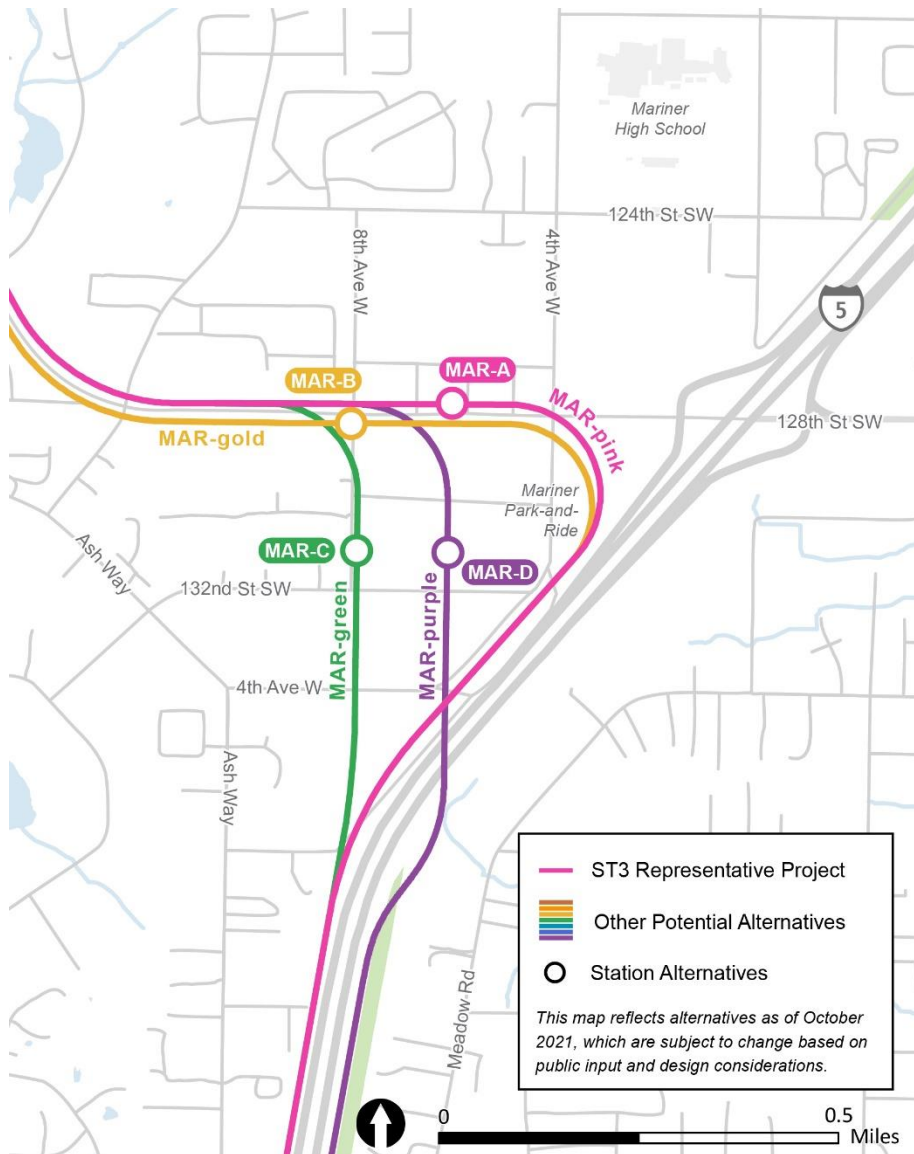 Mariner
High School
124th St SW
8th Ave W
4th Ave W
5
MAR-A
MAR-B
MAR-pink
MAR-gold
128th St SW
Mariner
Park-and-
Ride
Ash Way
MAR-C
MAR-D
132nd St SW
MAR-green
MAR-purple
4th Ave W
Ash Way
Meadow Rd
ST3 Representative Project
Other Potential Alternatives
Station Alternatives
This map reflects alternatives as of October
2021, which are subject to change based on
public input and design considerations.
0
0.5
Miles